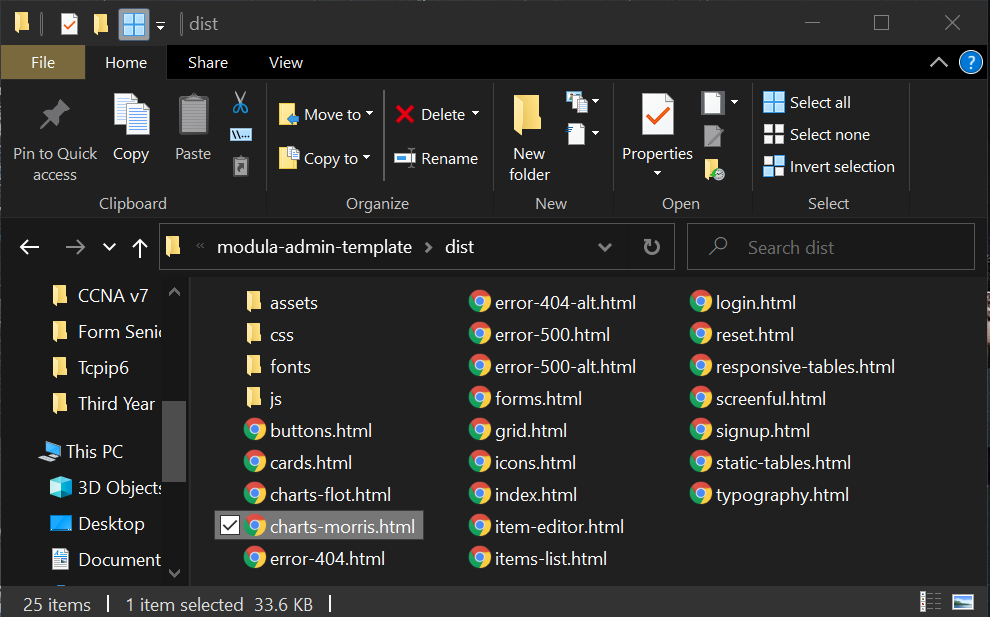 dist
File Home Share View
Pin to Quick access
Copy
Paste
Move to
Copy to
Delete
Rename
New folder
Properties
Select all
Select none
Invert selection
Clipboard Organize New Open Select
« modula-admin-template > dist
Search dist
CCNA v7
Form Senic
Tcpip6
Third Year
This PC
3D Objects
Desktop
Document
assets
css
fonts
js
buttons.html
cards.html
charts-flot.html
charts-morris.html
error-404.html
error-404-alt.html
error-500.html
error-500-alt.html
forms.html
grid.html
icons.html
index.html
item-editor.html
items-list.html
login.html
reset.html
responsive-tables.html
screenful.html
signup.html
static-tables.html
typography.html
25 items 1 item selected 33.6 KB